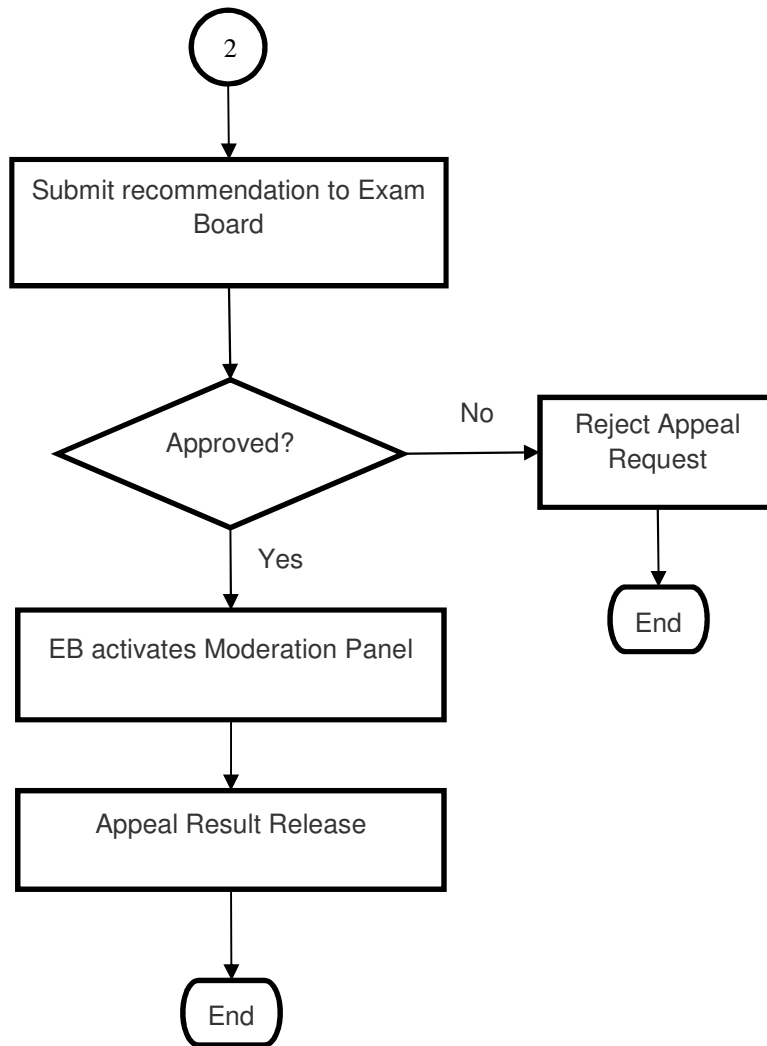 2
Submit recommendation to Exam
Board
Approved?
No
Reject Appeal
Request
Yes
End
EB activates Moderation Panel
Appeal Result Release
End